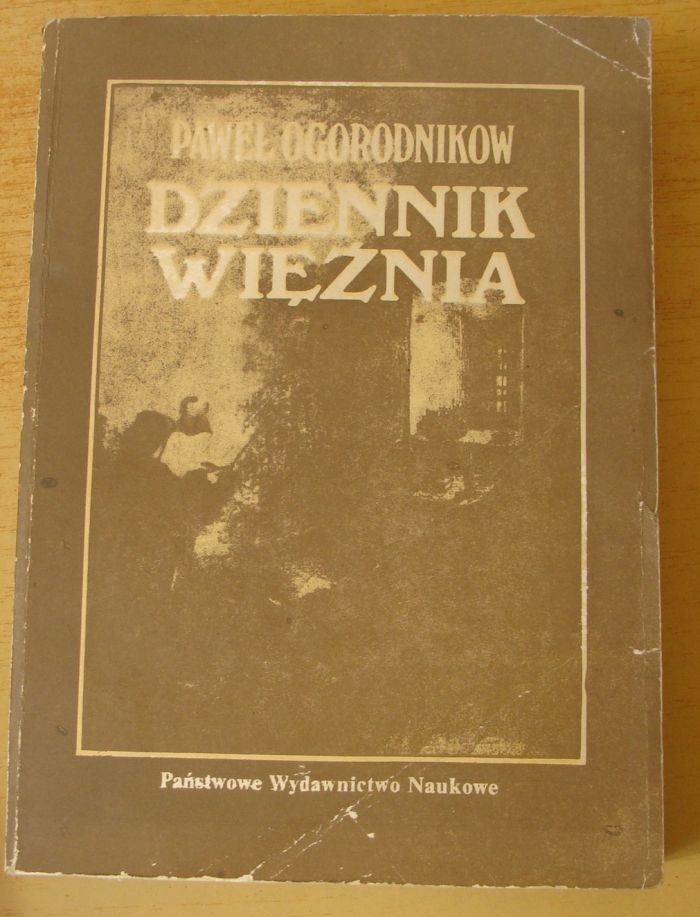 PAWEŁ OGORODNIKOW
DZIENNIK
WIĘŹNIA
Państwowe Wydawnictwo Naukowe